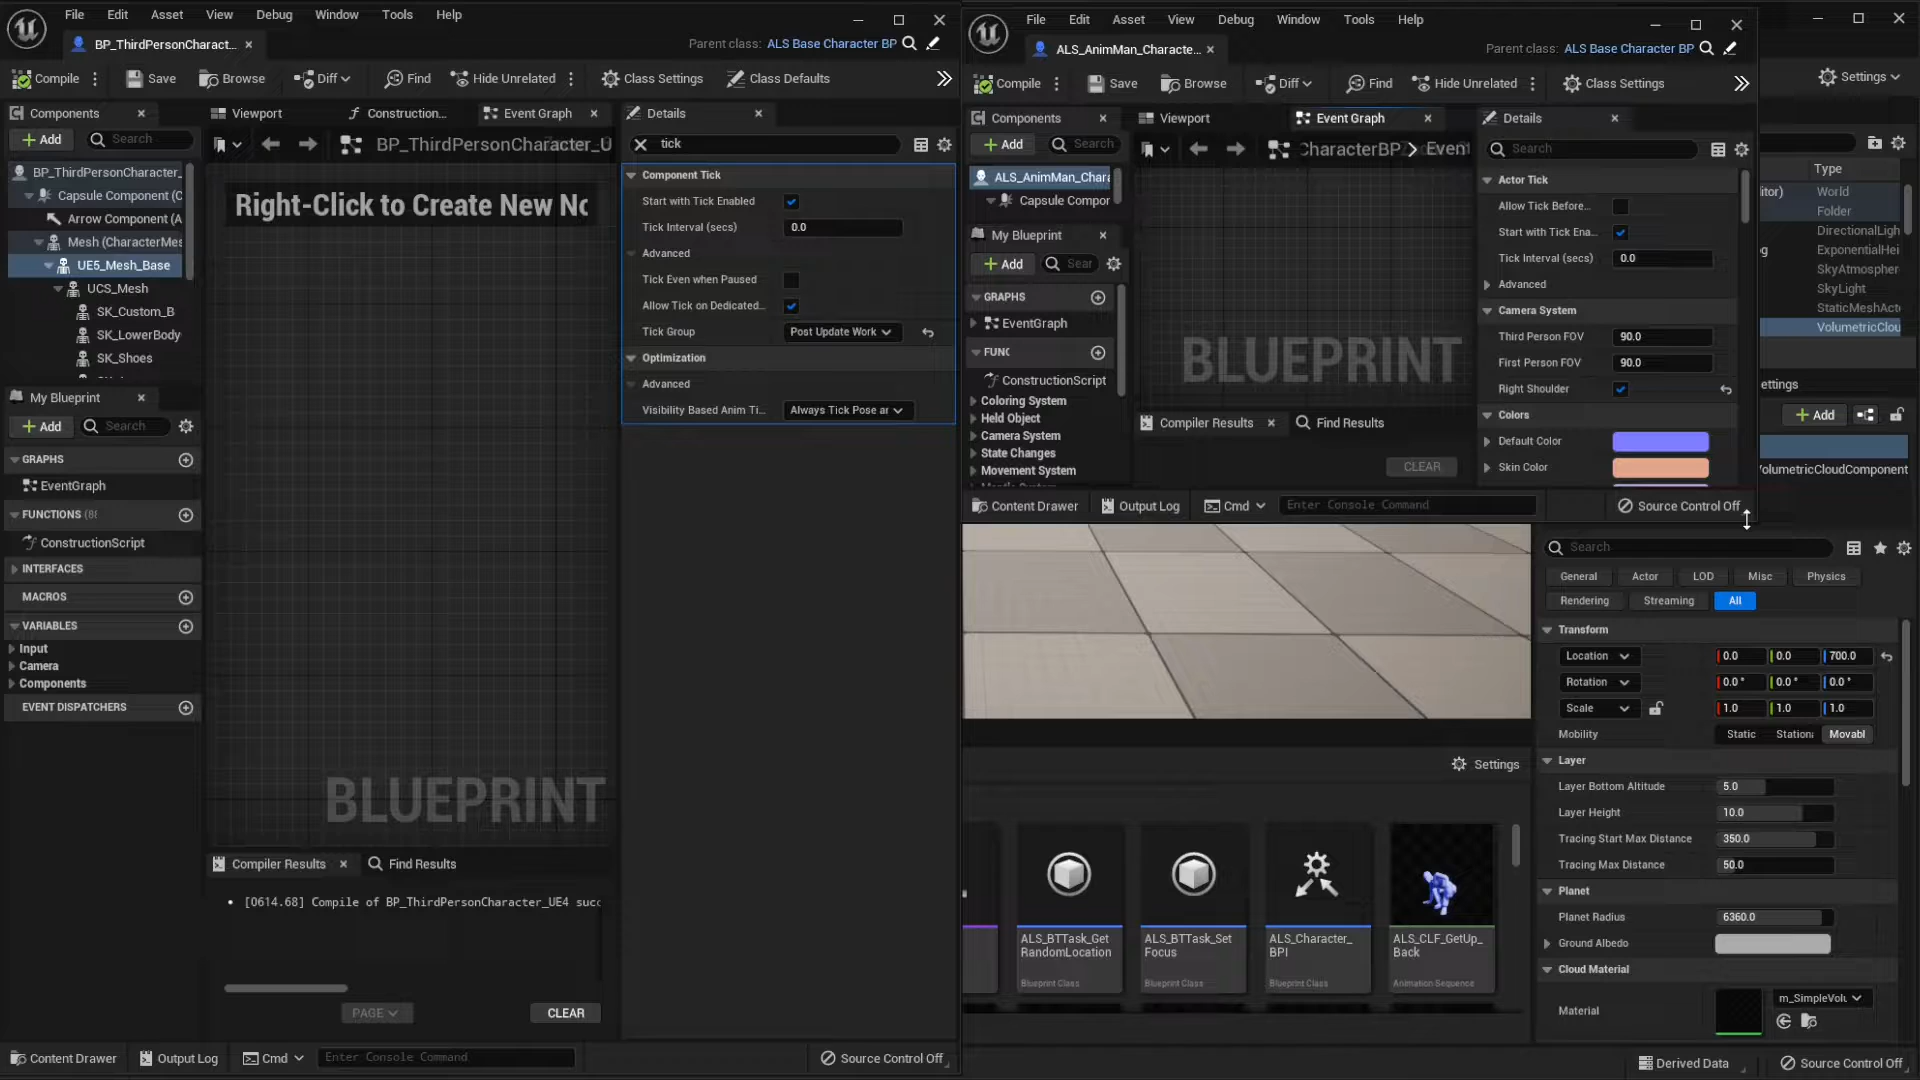 File Edit Asset View Debug Window Tools Help
BP_ThirdPersonCharact...
Parent class: ALS Base Character BP
Compile Save Browse Diff Find Hide Unrelated Class Settings Class Defaults
Components
Add Search
BP_ThirdPersonCharacter_
Capsule Component (C
Arrow Component (A
Mesh (CharacterMes
UE5_Mesh_Base
UCS_Mesh
SK_Custom_B
SK_LowerBody
SK_Shoes
My Blueprint
Add Search
GRAPHS
EventGraph
FUNCTIONS (8
ConstructionScript
INTERFACES
MACROS
VARIABLES
Input
Camera
Components
EVENT DISPATCHERS
Viewport Construction... Event Graph
BP_ThirdPersonCharacter_U
Right-Click to Create New No
BLUEPRINT
Compiler Results Find Results
[0614.68] Compile of BP_ThirdPersonCharacter_UE4 succ
PAGE CLEAR
Details
tick
Component Tick
Start with Tick Enabled
Tick Interval (secs) 0.0
Advanced
Tick Even when Paused
Allow Tick on Dedicated...
Tick Group Post Update Work
Optimization
Advanced
Visibility Based Anim Ti... Always Tick Pose ar
Content Drawer Output Log Cmd Enter Console Command Source Control Off
File Edit Asset View Debug Window Tools Help
ALS_AnimMan_Characte...
Parent class: ALS Base Character BP
Compile Save Browse Diff Find Hide Unrelated Class Settings
Components
Add Search
ALS_AnimMan_Chara
Capsule Compor
My Blueprint
Add Sear
GRAPHS
EventGraph
FUNC
ConstructionScript
Coloring System
Held Object
Camera System
State Changes
Movement System
Viewport Event Graph
CharacterBP > Event
BLUEPRINT
Compiler Results Find Results
CLEAR
Details
Search
Actor Tick
Allow Tick Before...
Start with Tick Ena...
Tick Interval (secs) 0.0
Advanced
Camera System
Third Person FOV 90.0
First Person FOV 90.0
Right Shoulder
Colors
Default Color
Skin Color
Content Drawer Output Log Cmd Enter Console Command Source Control Off
Settings
Type
itor) World
Folder
DirectionalLigh
g ExponentialHei
SkyAtmospher
SkyLight
StaticMeshActo
VolumetricClou
ettings
Add
VolumetricCloudComponent
Search
General Actor LOD Misc Physics
Rendering Streaming All
Transform
Location 0.0 0.0 700.0
Rotation 0.0 ° 0.0 ° 0.0 °
Scale 1.0 1.0 1.0
Mobility Static Stationa Movabl
Layer
Layer Bottom Altitude 5.0
Layer Height 10.0
Tracing Start Max Distance 350.0
Tracing Max Distance 50.0
Planet
Planet Radius 6360.0
Ground Albedo
Cloud Material
Material m_SimpleVolu
Settings
ALS_BTTask_Get
RandomLocation
Blueprint Class
ALS_BTTask_Set
Focus
Blueprint Class
ALS_Character_
BPI
Blueprint Class
ALS_CLF_GetUp_
Back
Animation Sequence
Derived Data Source Control Off